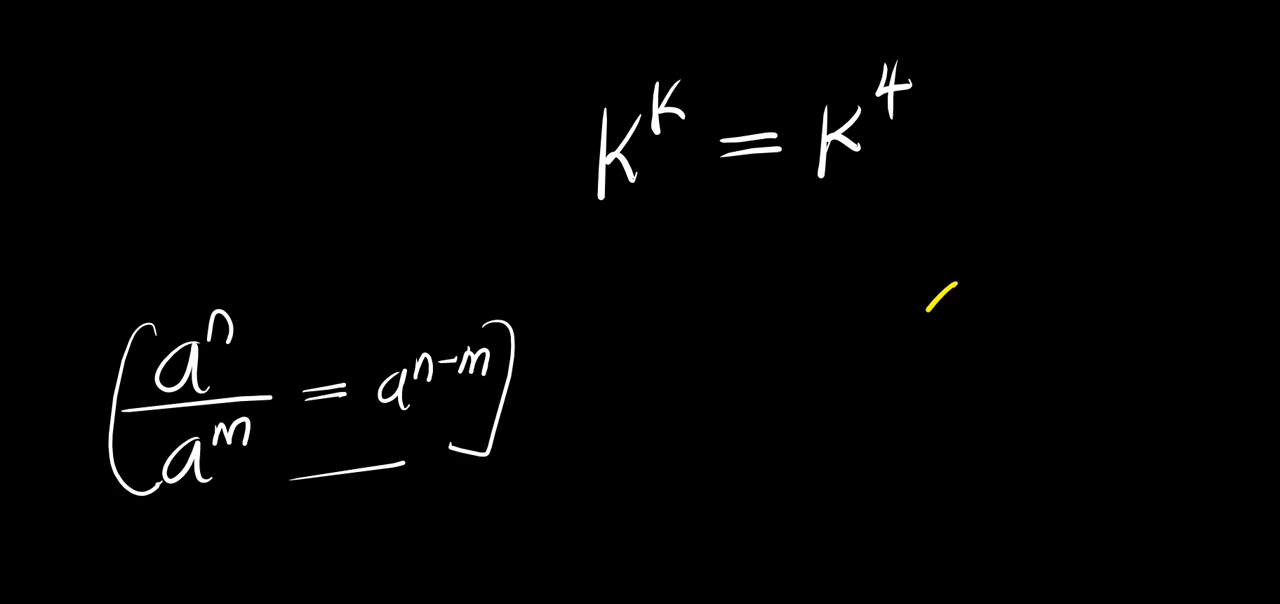 K^K = K^4
[a^n/a^m = a^{n-m}]